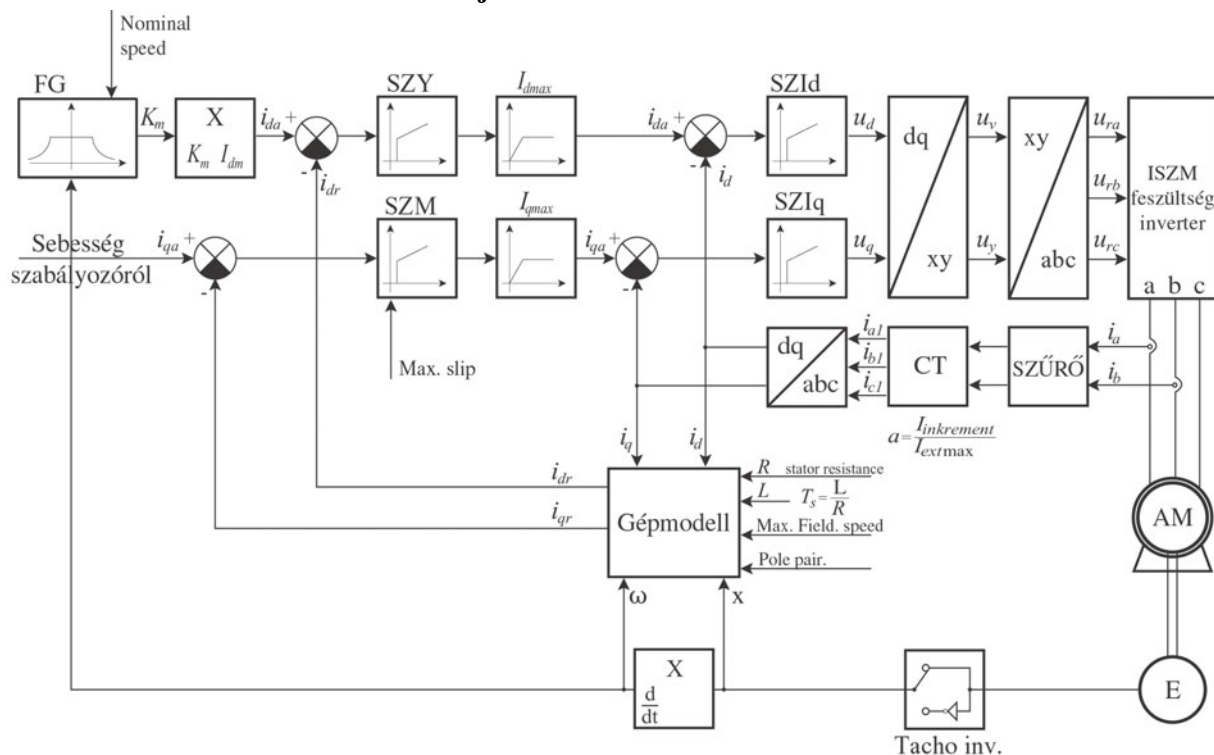 Nominal
speed
FG
K_m
X
K_m I_dm
i_da +
-
i_dr
SZY
I_dmax
i_da +
-
i_d
SZId
u_d
dq
xy
u_v
u_y
xy
abc
u_ra
u_rb
u_rc
ISZM
feszültség
inverter
a b c
Sebesség
szabályozóról
i_qa +
-
SZM
I_qmax
i_qa +
-
SZIq
u_q
Max. slip
dq
abc
i_a1
i_b1
i_c1
CT
SZŰRŐ
i_a
i_b
a = I_inkrement / I_extmax
i_q
i_d
i_dr
i_qr
Gépmodell
R stator resistance
L T_s = L/R
Max. Field. speed
Pole pair.
ω
x
AM
X
d/dt
E
Tacho inv.